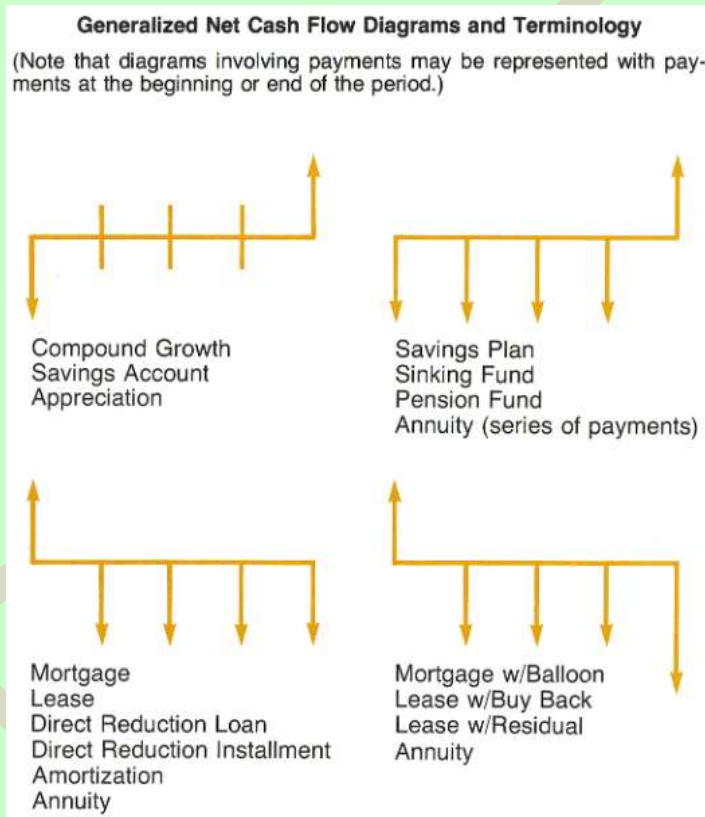 Generalized Net Cash Flow Diagrams and Terminology
(Note that diagrams involving payments may be represented with pay-
ments at the beginning or end of the period.)
Compound Growth
Savings Account
Appreciation
Savings Plan
Sinking Fund
Pension Fund
Annuity (series of payments)
Mortgage
Lease
Direct Reduction Loan
Direct Reduction Installment
Amortization
Annuity
Mortgage w/Balloon
Lease w/Buy Back
Lease w/Residual
Annuity